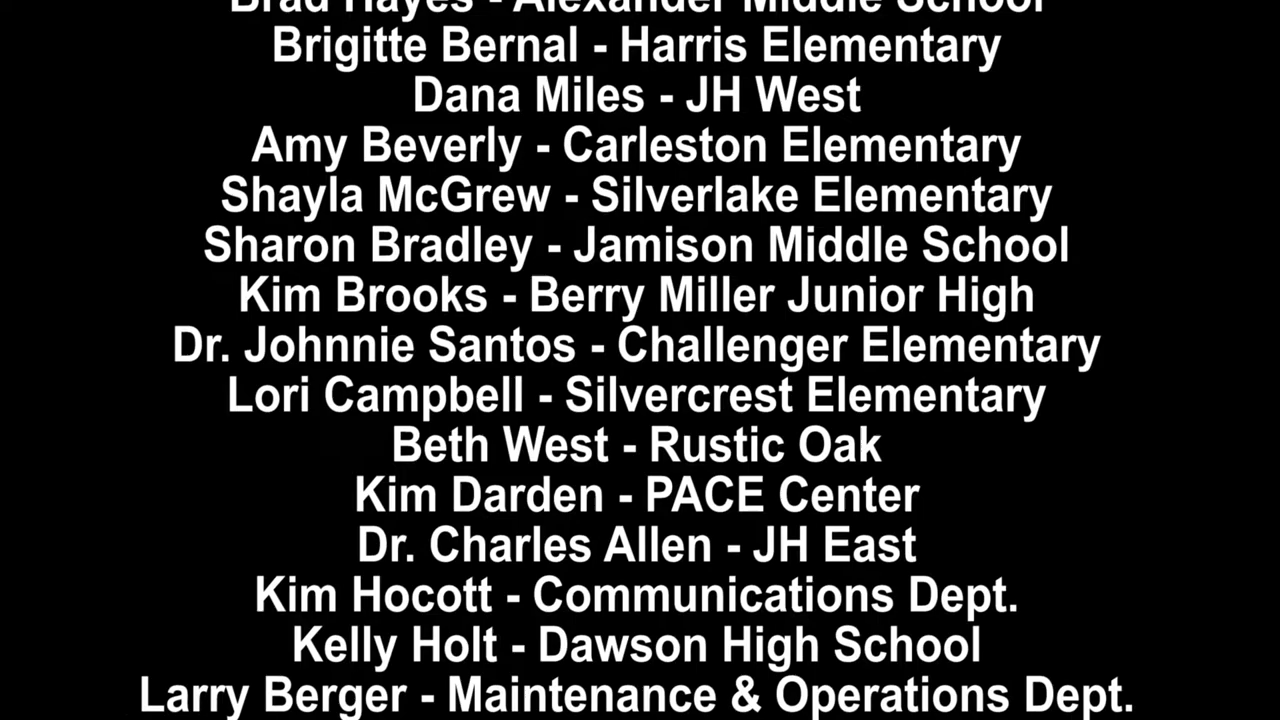 Brad Hayes - Alexander Middle School
Brigitte Bernal - Harris Elementary
Dana Miles - JH West
Amy Beverly - Carleston Elementary
Shayla McGrew - Silverlake Elementary
Sharon Bradley - Jamison Middle School
Kim Brooks - Berry Miller Junior High
Dr. Johnnie Santos - Challenger Elementary
Lori Campbell - Silvercrest Elementary
Beth West - Rustic Oak
Kim Darden - PACE Center
Dr. Charles Allen - JH East
Kim Hocott - Communications Dept.
Kelly Holt - Dawson High School
Larry Berger - Maintenance & Operations Dept.